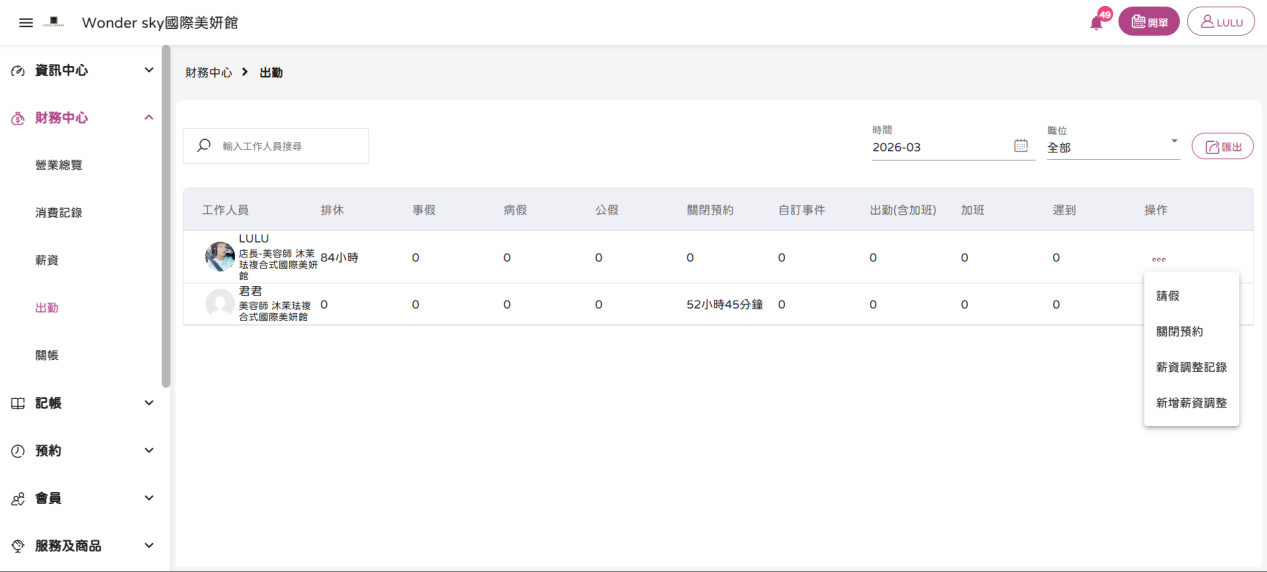 Wonder sky國際美妍館
49
開單
LULU
資訊中心
財務中心
營業總覽
消費記錄
薪資
出勤
關帳
記帳
預約
會員
服務及商品
財務中心 > 出勤
輸入工作人員搜尋
時間
2026-03
職位
全部
匯出
工作人員 排休 事假 病假 公假 關閉預約 自訂事件 出勤(含加班) 加班 遲到 操作
LULU
店長-美容師 沐茉
珐複合式國際美妍
館
84小時 0 0 0 0 0 0 0 0
君君
美容師 沐茉珐複
合式國際美妍館
0 0 0 0 52小時45分鐘 0 0 0 0
請假
關閉預約
薪資調整記錄
新增薪資調整